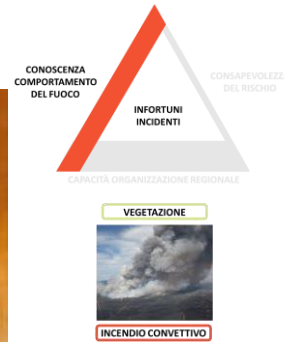 CONOSCENZA
COMPORTAMENTO
DEL FUOCO
CONSAPEVOLEZZ
DEL RISCHIO
INFORTUNI
INCIDENTI
CAPACITÀ ORGANIZZAZIONE REGIONALE
VEGETAZIONE
INCENDIO CONVETTIVO